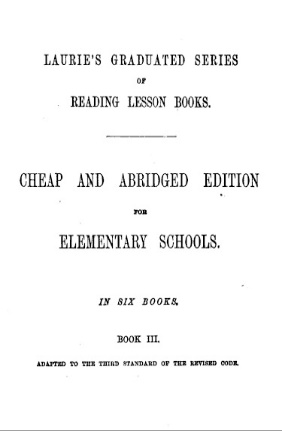 LAURIE'S GRADUATED SERIES
OF
READING LESSON BOOKS.
CHEAP AND ABRIDGED EDITION
FOR
ELEMENTARY SCHOOLS.
IN SIX BOOKS.
BOOK III.
ADAPTED TO THE THIRD STANDARD OF THE REVISED CODE.